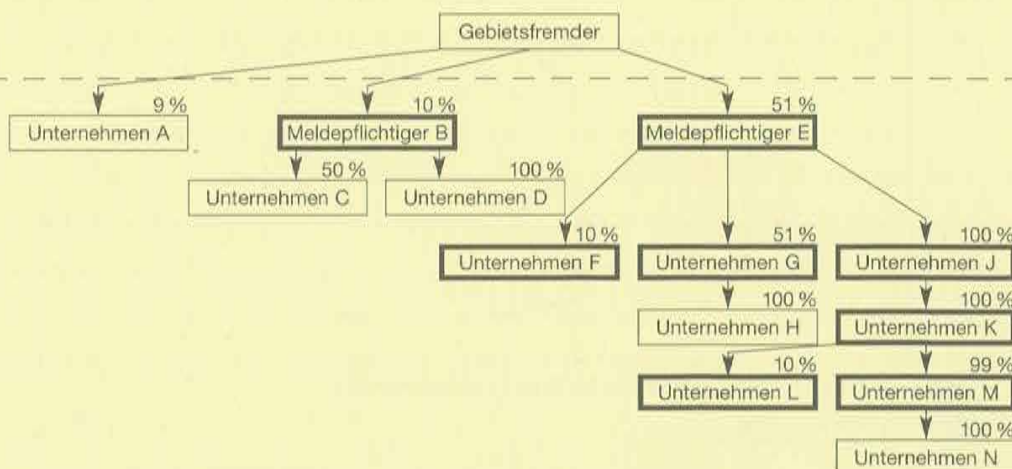 Gebietsfremder
9 %
10 %
51 %
Unternehmen A
Meldepflichtiger B
Meldepflichtiger E
50 %
100 %
Unternehmen C
Unternehmen D
10 %
51 %
100 %
Unternehmen F
Unternehmen G
Unternehmen J
100 %
100 %
Unternehmen H
Unternehmen K
10 %
99 %
Unternehmen L
Unternehmen M
100 %
Unternehmen N